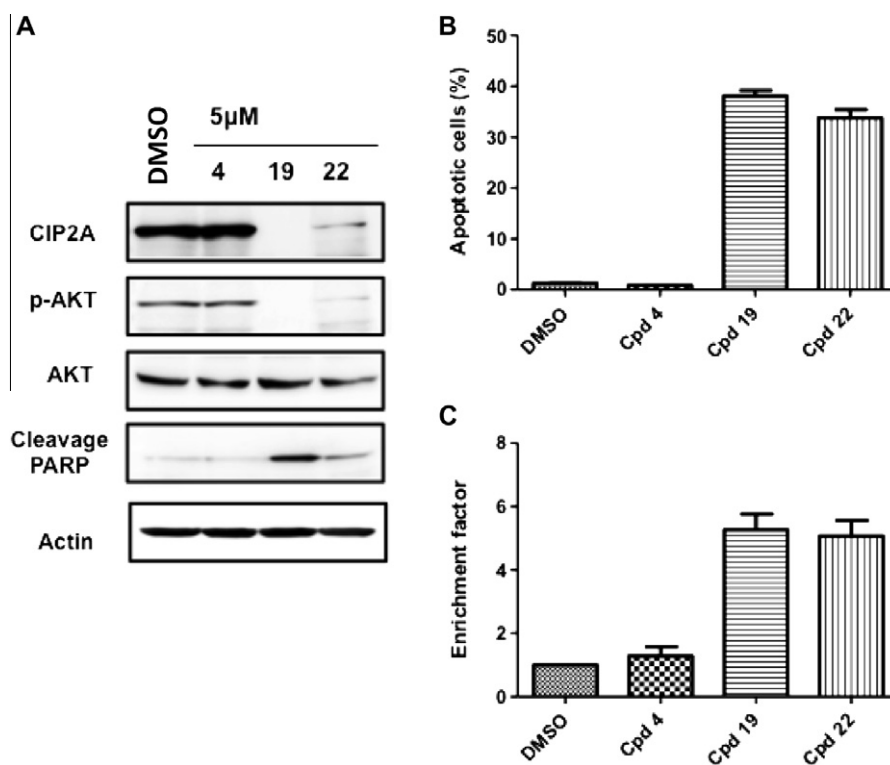 A
DMSO
5µM
4 19 22
CIP2A
p-AKT
AKT
Cleavage
PARP
Actin
B
Apoptotic cells (%)
50
40
30
20
10
0
DMSO
Cpd 4
Cpd 19
Cpd 22
C
Enrichment factor
8
6
4
2
0
DMSO
Cpd 4
Cpd 19
Cpd 22